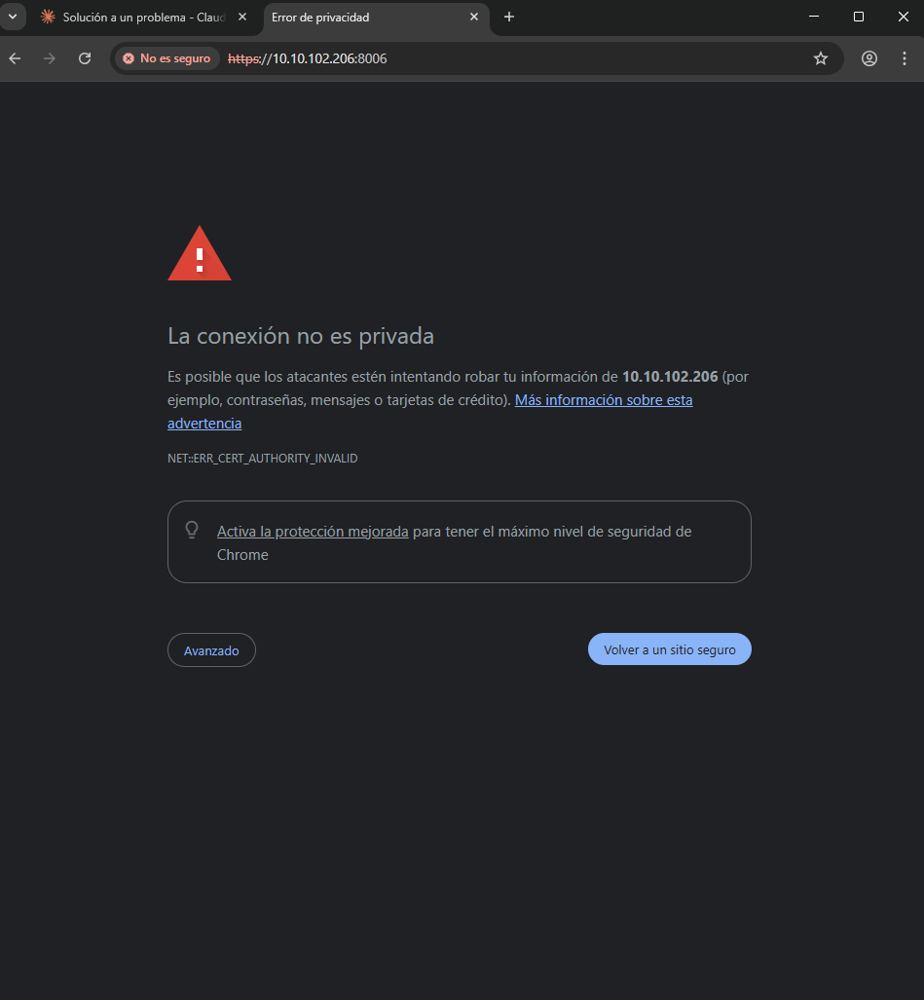 Solución a un problema - Claud
Error de privacidad
No es seguro
https://10.10.102.206:8006
La conexión no es privada
Es posible que los atacantes estén intentando robar tu información de 10.10.102.206 (por
ejemplo, contraseñas, mensajes o tarjetas de crédito). Más información sobre esta
advertencia
NET::ERR_CERT_AUTHORITY_INVALID
Activa la protección mejorada para tener el máximo nivel de seguridad de
Chrome
Avanzado
Volver a un sitio seguro